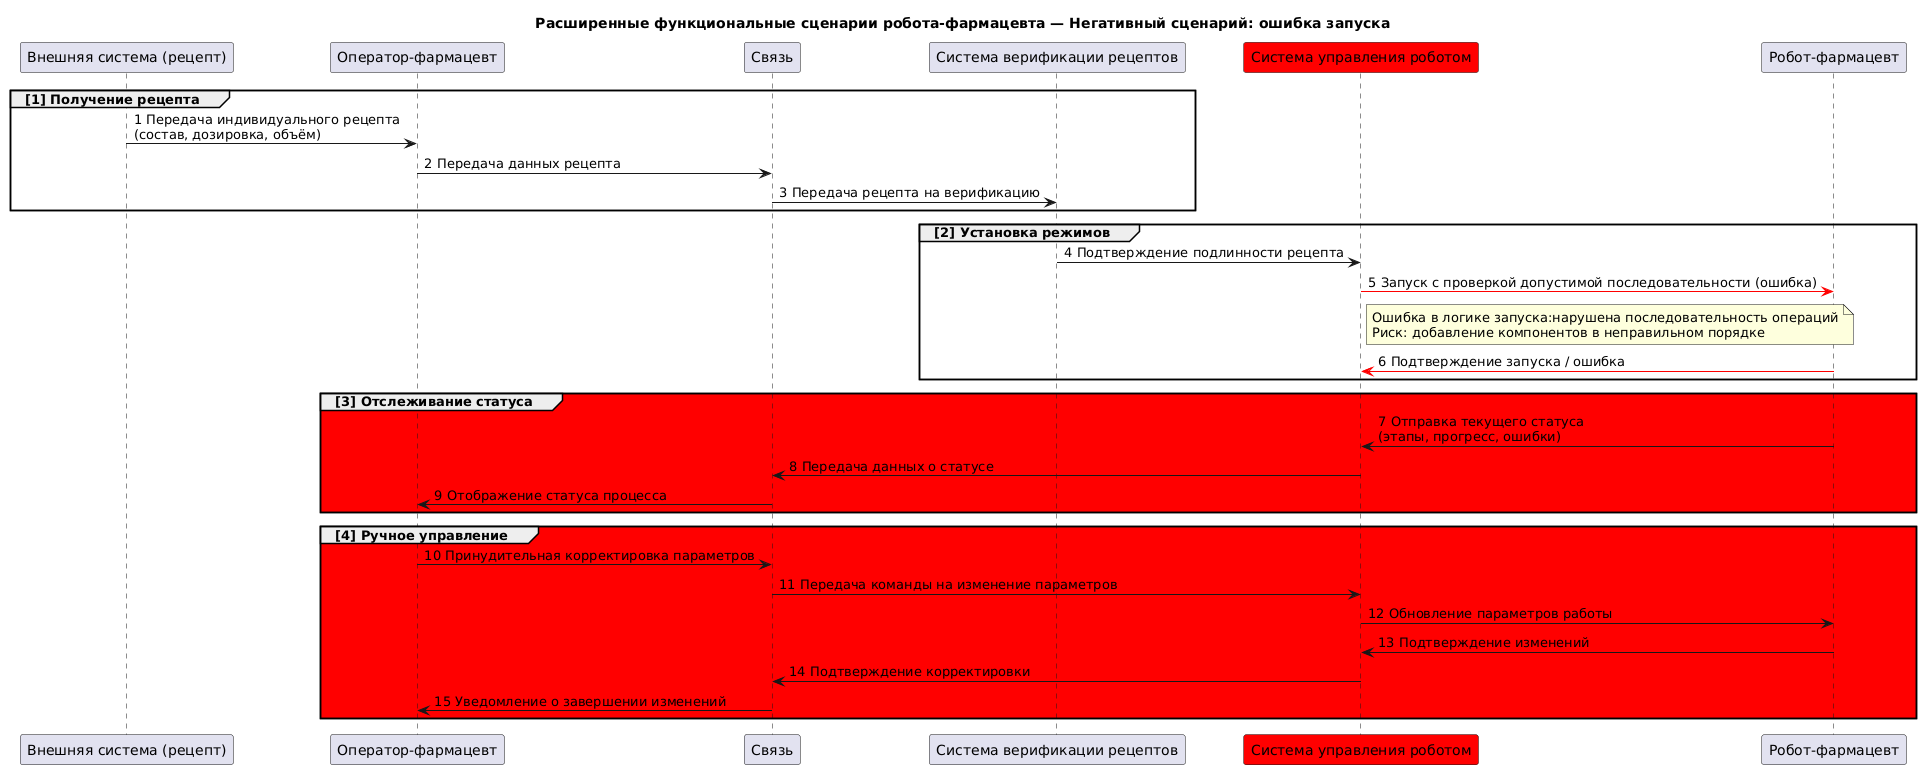 Расширенные функциональные сценарии робота-фармацевта — Негативный сценарий: ошибка запуска
Внешняя система (рецепт)
Оператор-фармацевт
Связь
Система верификации рецептов
Система управления роботом
Робот-фармацевт
[1] Получение рецепта
1 Передача индивидуального рецепта
(состав, дозировка, объём)
2 Передача данных рецепта
3 Передача рецепта на верификацию
[2] Установка режимов
4 Подтверждение подлинности рецепта
5 Запуск с проверкой допустимой последовательности (ошибка)
Ошибка в логике запуска:нарушена последовательность операций
Риск: добавление компонентов в неправильном порядке
6 Подтверждение запуска / ошибка
[3] Отслеживание статуса
7 Отправка текущего статуса
(этапы, прогресс, ошибки)
8 Передача данных о статусе
9 Отображение статуса процесса
[4] Ручное управление
10 Принудительная корректировка параметров
11 Передача команды на изменение параметров
12 Обновление параметров работы
13 Подтверждение изменений
14 Подтверждение корректировки
15 Уведомление о завершении изменений
Внешняя система (рецепт)
Оператор-фармацевт
Связь
Система верификации рецептов
Система управления роботом
Робот-фармацевт